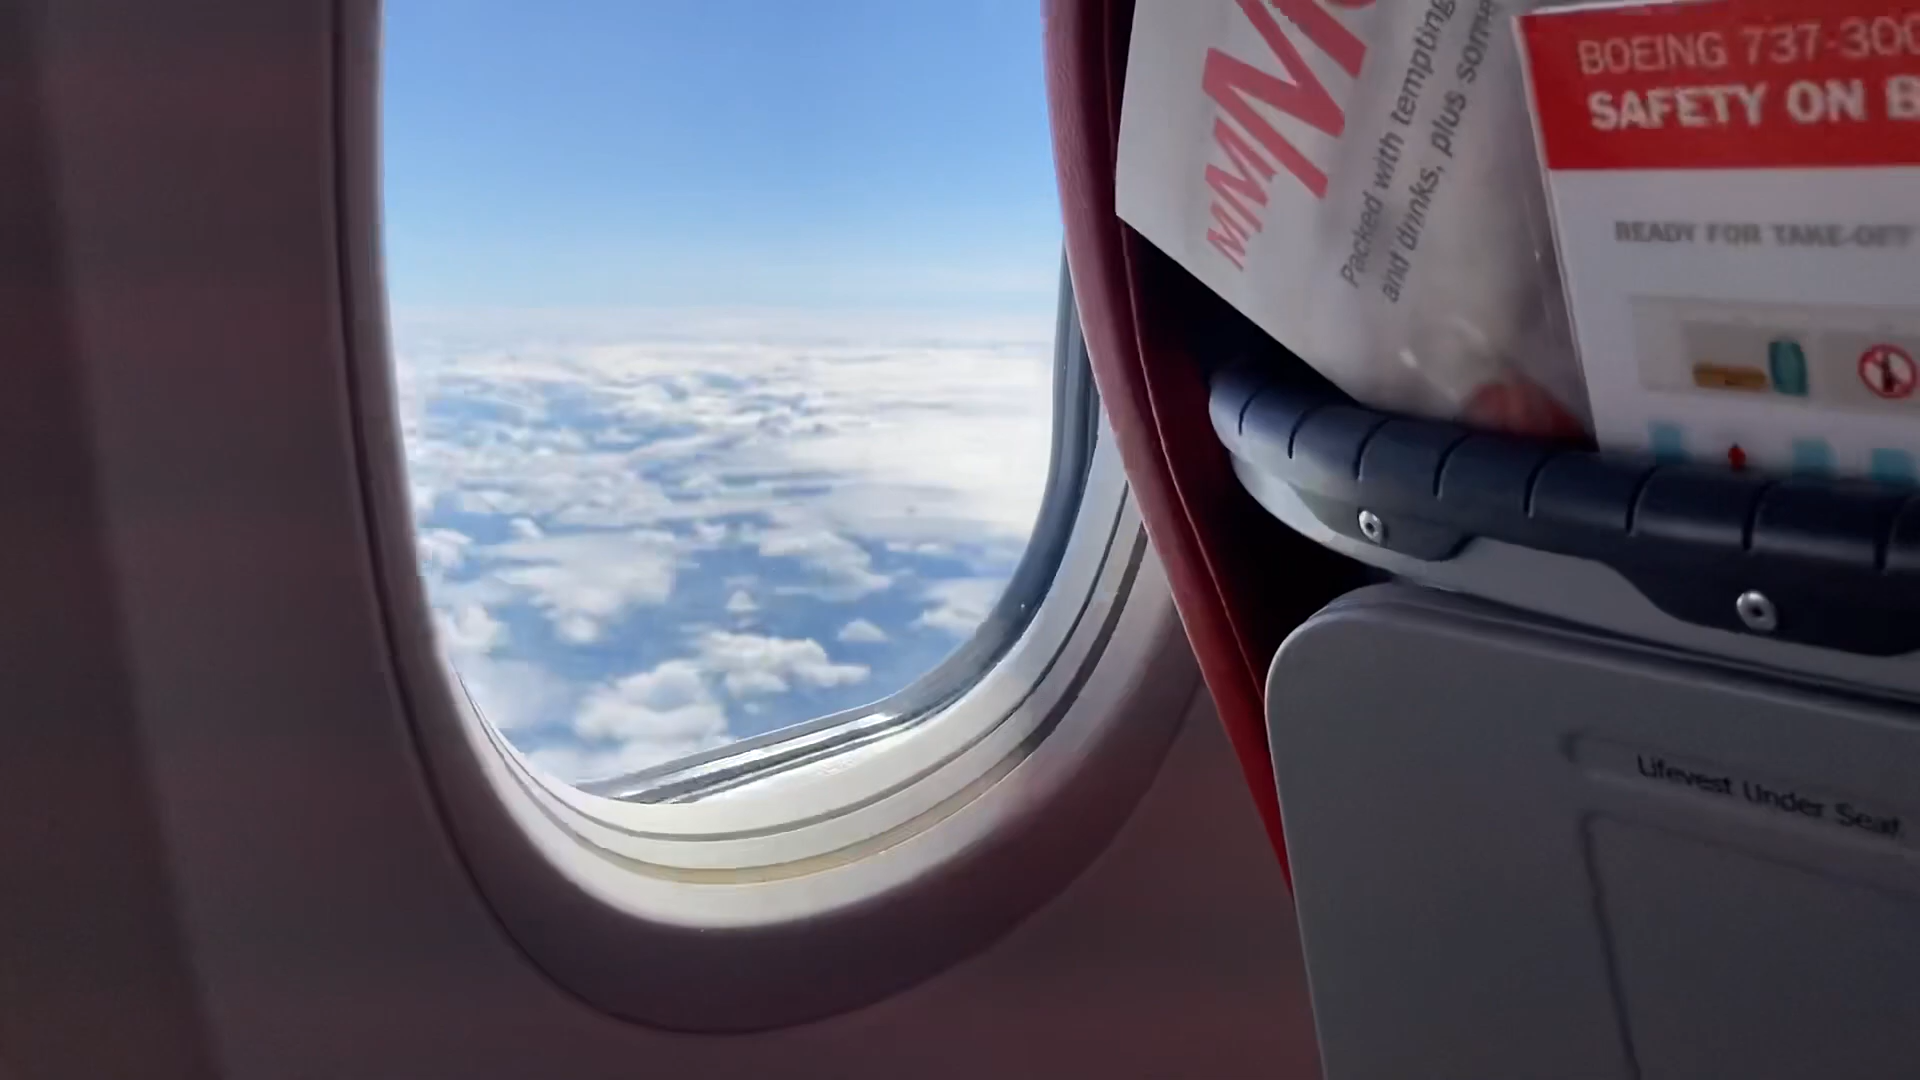 MMM
Packed with tempting
and drinks, plus some
BOEING 737-300
SAFETY ON B
READY FOR TAKE-OFF
Lifevest Under Seat